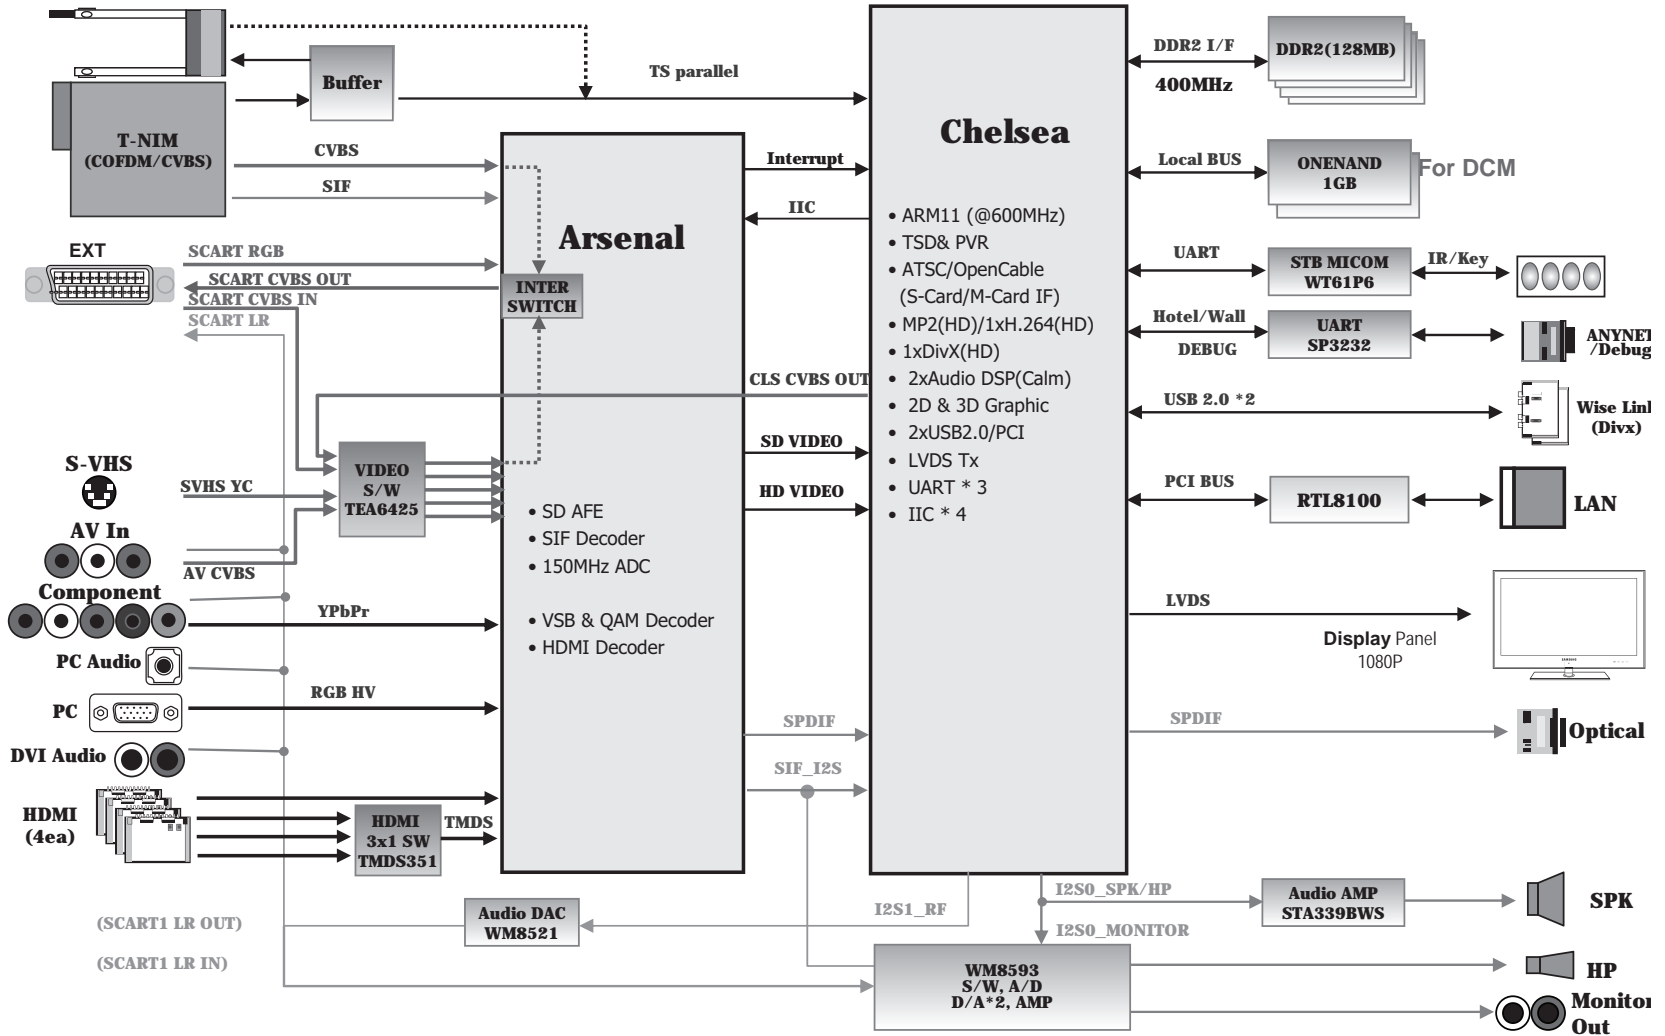 Buffer
TS parallel
T-NIM
(COFDM/CVBS)
CVBS
SIF
EXT
SCART RGB
SCART CVBS OUT
SCART CVBS IN
SCART LR
INTER
SWITCH
Arsenal
• SD AFE
• SIF Decoder
• 150MHz ADC
• VSB & QAM Decoder
• HDMI Decoder
Interrupt
IIC
CLS CVBS OUT
SD VIDEO
HD VIDEO
SPDIF
SIF_I2S
Chelsea
• ARM11 (@600MHz)
• TSD& PVR
• ATSC/OpenCable
(S-Card/M-Card IF)
• MP2(HD)/1xH.264(HD)
• 1xDivX(HD)
• 2xAudio DSP(Calm)
• 2D & 3D Graphic
• 2xUSB2.0/PCI
• LVDS Tx
• UART * 3
• IIC * 4
S-VHS
SVHS YC
VIDEO
S/W
TEA6425
AV In
AV CVBS
Component
YPbPr
PC Audio
PC
RGB HV
DVI Audio
HDMI
(4ea)
HDMI
3x1 SW
TMDS351
TMDS
(SCART1 LR OUT)
(SCART1 LR IN)
Audio DAC
WM8521
I2S1_RF
I2S0_SPK/HP
I2S0_MONITOR
WM8593
S/W, A/D
D/A*2, AMP
Audio AMP
STA339BWS
SPK
HP
Monitor
Out
DDR2 I/F
400MHz
DDR2(128MB)
Local BUS
ONENAND
1GB
For DCM
UART
STB MICOM
WT61P6
IR/Key
Hotel/Wall
DEBUG
UART
SP3232
ANYNET
/Debug
USB 2.0 *2
Wise Link
(Divx)
PCI BUS
RTL8100
LAN
LVDS
Display Panel
1080P
SAMSUNG
SPDIF
Optical